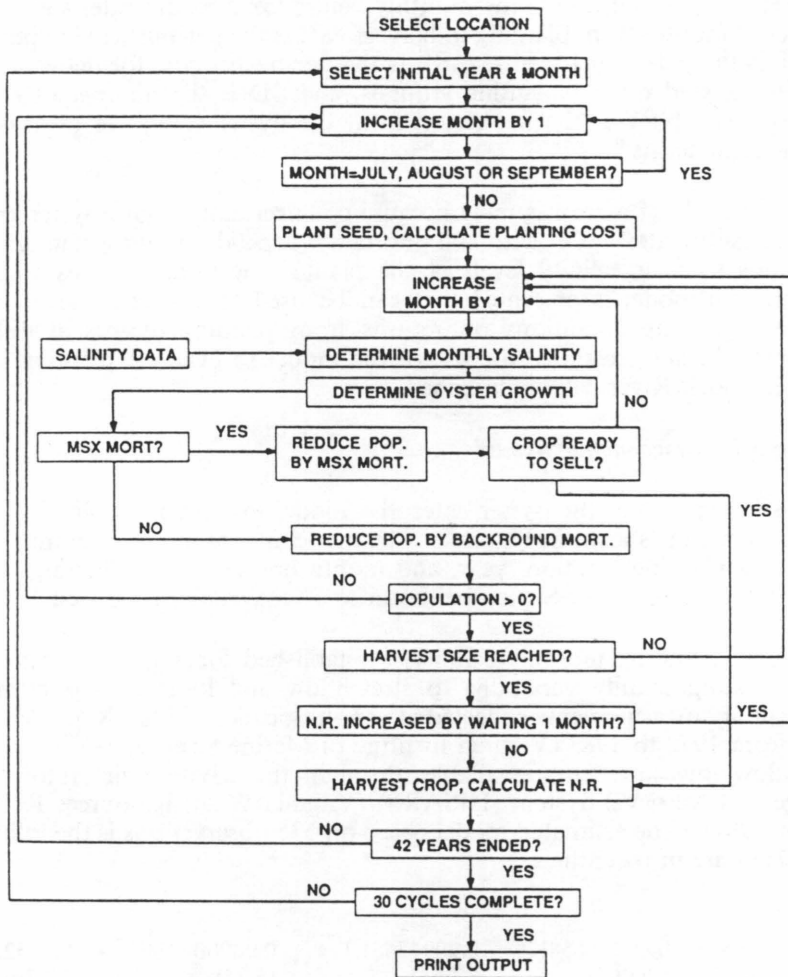 SELECT LOCATION
SELECT INITIAL YEAR & MONTH
INCREASE MONTH BY 1
MONTH=JULY, AUGUST OR SEPTEMBER?
YES
NO
PLANT SEED, CALCULATE PLANTING COST
INCREASE
MONTH BY 1
SALINITY DATA
DETERMINE MONTHLY SALINITY
DETERMINE OYSTER GROWTH
NO
MSX MORT?
YES
REDUCE POP.
BY MSX MORT.
CROP READY
TO SELL?
YES
YES
NO
REDUCE POP. BY BACKROUND MORT.
NO
POPULATION > 0?
YES
HARVEST SIZE REACHED?
NO
YES
N.R. INCREASED BY WAITING 1 MONTH?
YES
NO
HARVEST CROP, CALCULATE N.R.
NO
42 YEARS ENDED?
YES
NO
30 CYCLES COMPLETE?
YES
PRINT OUTPUT